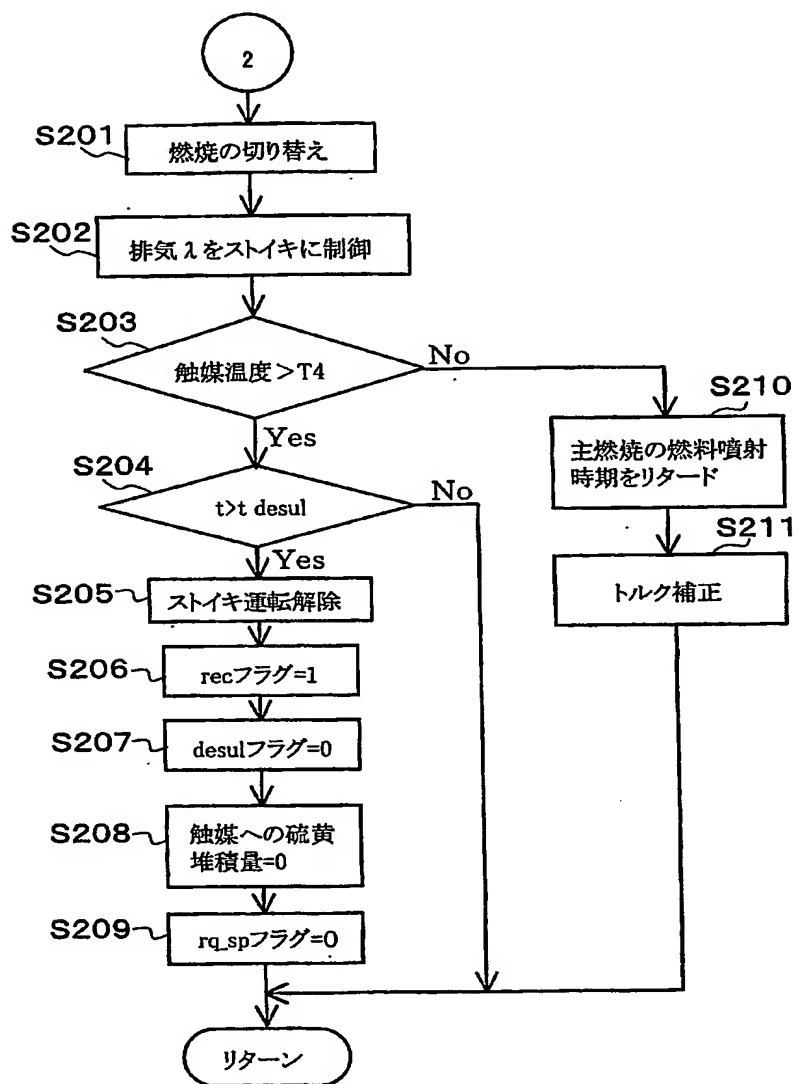 2
S201
燃焼の切り替え
S202
排気λをストイキに制御
S203
触媒温度>T4
No
Yes
S210
主燃焼の燃料噴射
時期をリタード
S204
t>t desul
No
Yes
S211
トルク補正
S205
ストイキ運転解除
S206
recフラグ=1
S207
desulフラグ=0
S208
触媒への硫黄
堆積量=0
S209
rq_spフラグ=0
リターン